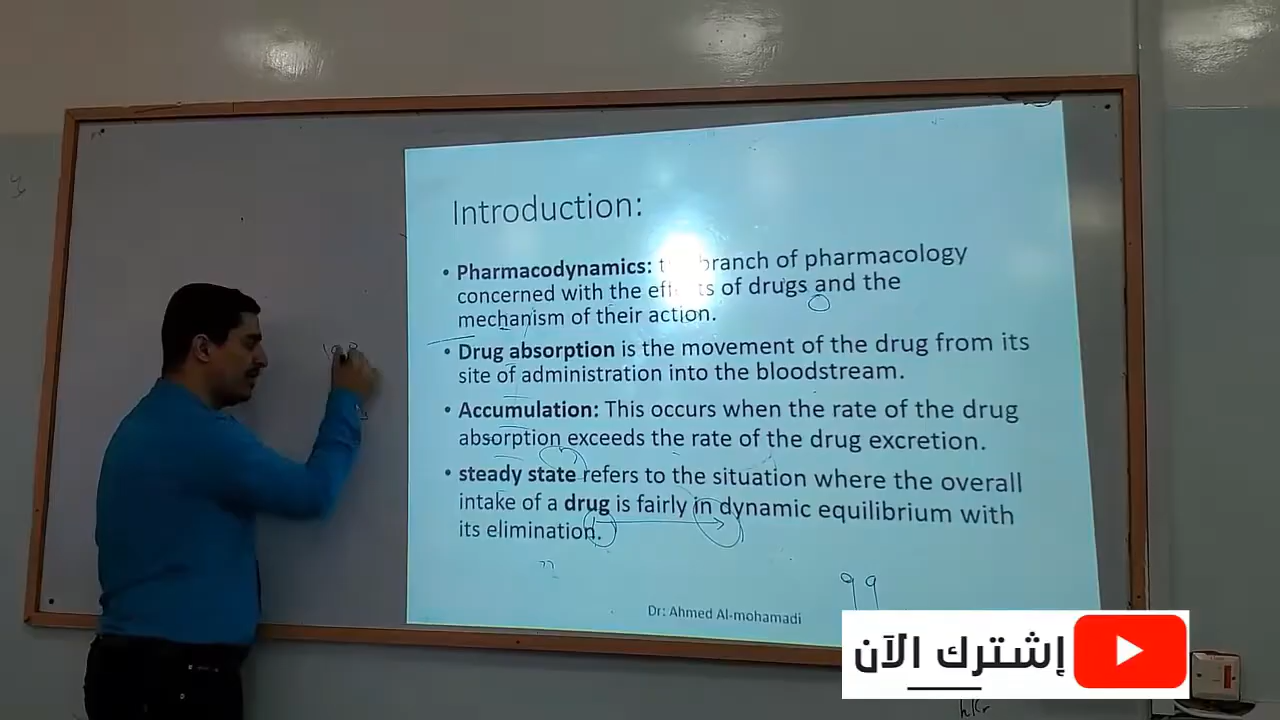 Introduction:
• Pharmacodynamics: branch of pharmacology
concerned with the of drugs and the
mechanism of their action.
• Drug absorption is the movement of the drug from its
site of administration into the bloodstream.
• Accumulation: This occurs when the rate of the drug
absorption exceeds the rate of the drug excretion.
• steady state refers to the situation where the overall
intake of a drug is fairly in dynamic equilibrium with
its elimination.
99
Dr: Ahmed Al-mohamadi
إشترك الآن